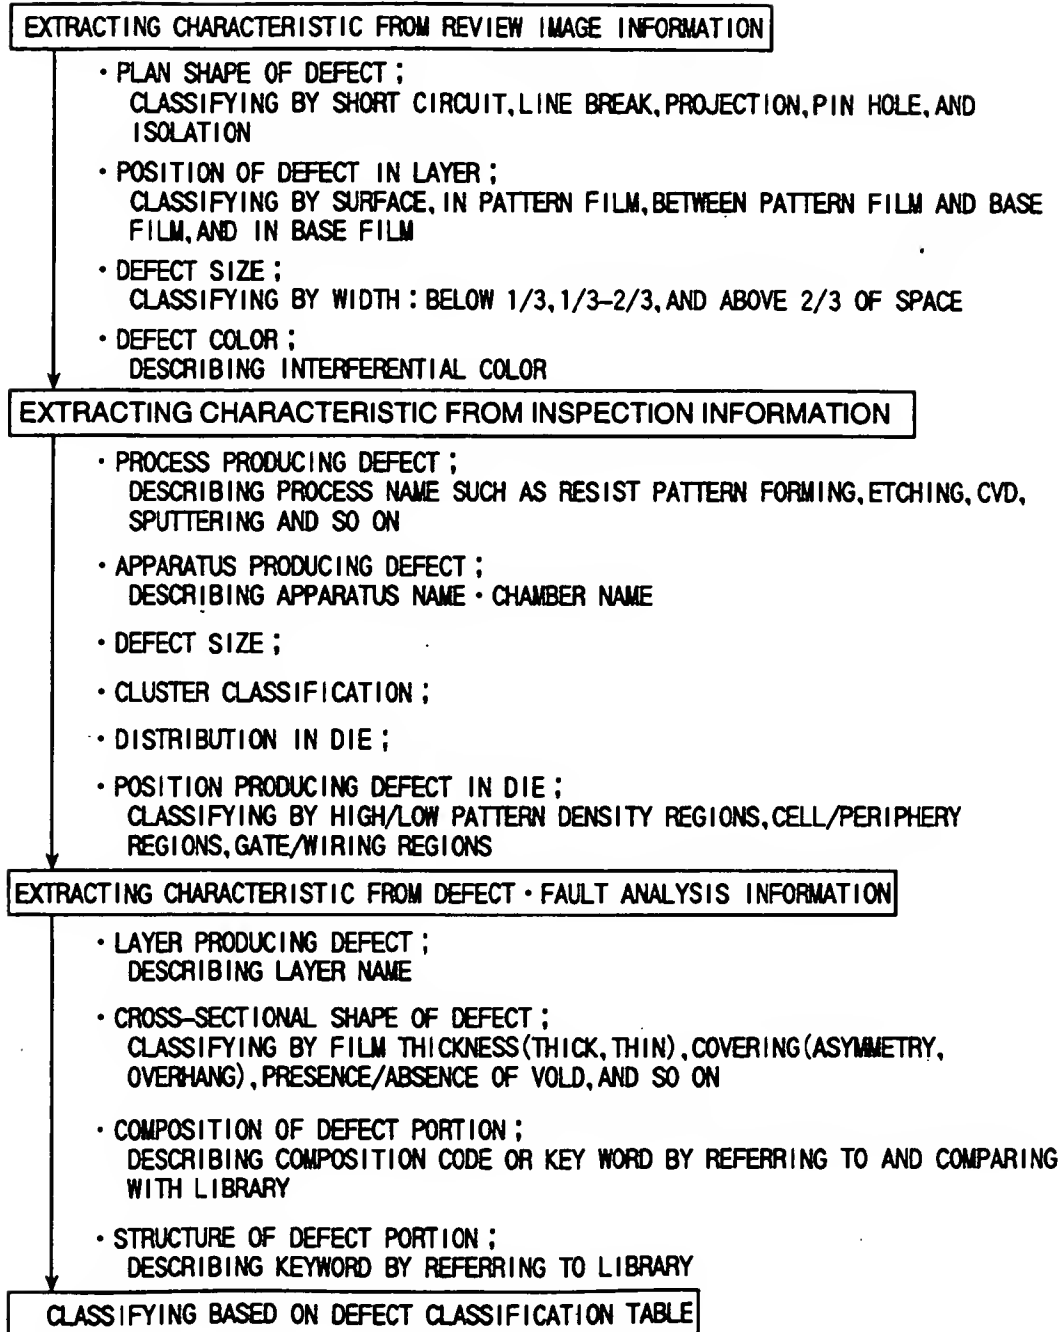 EXTRACTING CHARACTERISTIC FROM REVIEW IMAGE INFORMATION
・PLAN SHAPE OF DEFECT;
CLASSIFYING BY SHORT CIRCUIT, LINE BREAK, PROJECTION, PIN HOLE, AND
ISOLATION
・POSITION OF DEFECT IN LAYER;
CLASSIFYING BY SURFACE, IN PATTERN FILM, BETWEEN PATTERN FILM AND BASE
FILM, AND IN BASE FILM
・DEFECT SIZE;
CLASSIFYING BY WIDTH: BELOW 1/3, 1/3–2/3, AND ABOVE 2/3 OF SPACE
・DEFECT COLOR;
DESCRIBING INTERFERENTIAL COLOR
EXTRACTING CHARACTERISTIC FROM INSPECTION INFORMATION
・PROCESS PRODUCING DEFECT;
DESCRIBING PROCESS NAME SUCH AS RESIST PATTERN FORMING, ETCHING, CVD,
SPUTTERING AND SO ON
・APPARATUS PRODUCING DEFECT;
DESCRIBING APPARATUS NAME・CHAMBER NAME
・DEFECT SIZE;
・CLUSTER CLASSIFICATION;
・DISTRIBUTION IN DIE;
・POSITION PRODUCING DEFECT IN DIE;
CLASSIFYING BY HIGH/LOW PATTERN DENSITY REGIONS, CELL/PERIPHERY
REGIONS, GATE/WIRING REGIONS
EXTRACTING CHARACTERISTIC FROM DEFECT・FAULT ANALYSIS INFORMATION
・LAYER PRODUCING DEFECT;
DESCRIBING LAYER NAME
・CROSS–SECTIONAL SHAPE OF DEFECT;
CLASSIFYING BY FILM THICKNESS(THICK, THIN), COVERING(ASYMMETRY,
OVERHANG), PRESENCE/ABSENCE OF VOLD, AND SO ON
・COMPOSITION OF DEFECT PORTION;
DESCRIBING COMPOSITION CODE OR KEY WORD BY REFERRING TO AND COMPARING
WITH LIBRARY
・STRUCTURE OF DEFECT PORTION;
DESCRIBING KEYWORD BY REFERRING TO LIBRARY
CLASSIFYING BASED ON DEFECT CLASSIFICATION TABLE